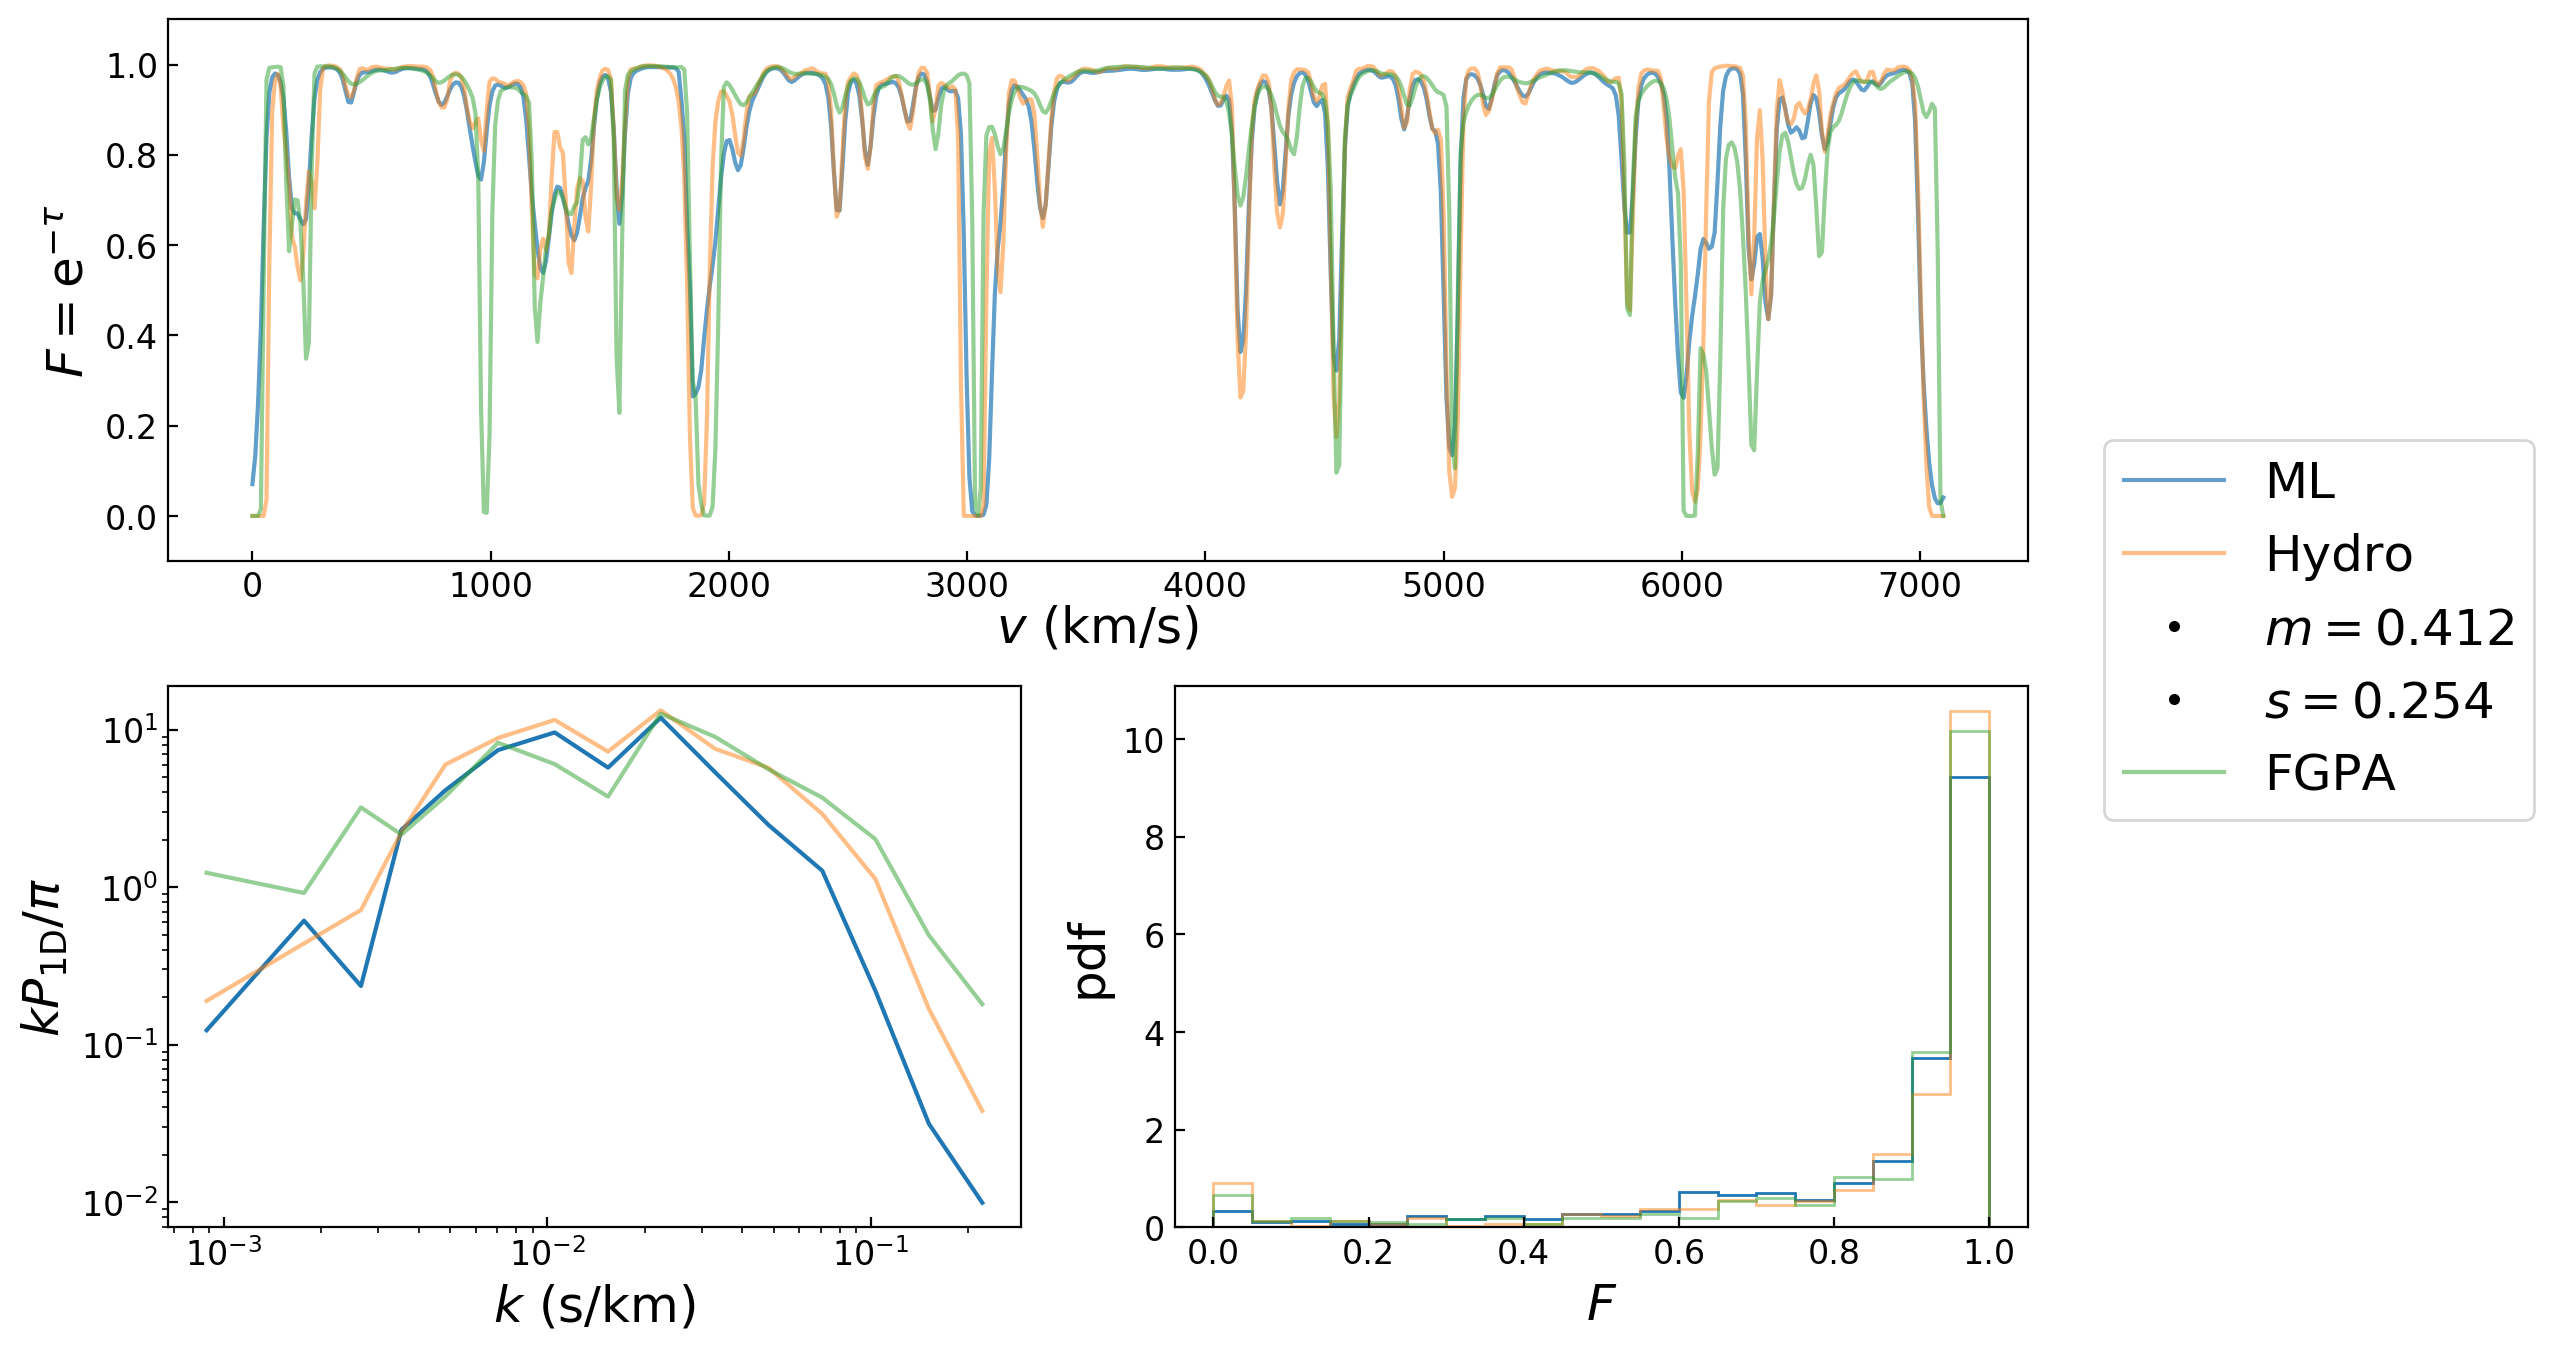 F = e^{−τ}
1.0
0.8
0.6
0.4
0.2
0.0
0 1000 2000 3000 4000 5000 6000 7000
v (km/s)
ML
Hydro
m = 0.412
s = 0.254
FGPA
kP_{1D}/π
10^1
10^0
10^{−1}
10^{−2}
10^{−3} 10^{−2} 10^{−1}
k (s/km)
pdf
10
8
6
4
2
0
0.0 0.2 0.4 0.6 0.8 1.0
F